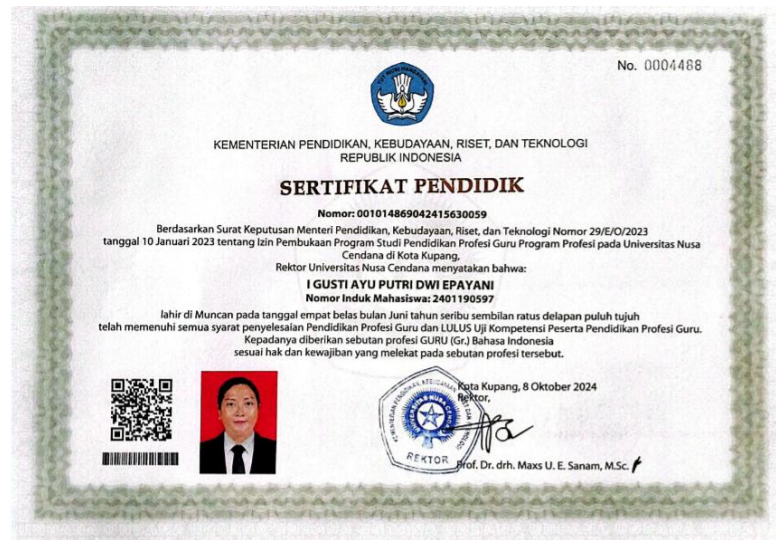 No. 0004488
TUT WURI HANDAYANI
KEMENTERIAN PENDIDIKAN, KEBUDAYAAN, RISET, DAN TEKNOLOGI
REPUBLIK INDONESIA
SERTIFIKAT PENDIDIK
Nomor: 001014869042415630059
Berdasarkan Surat Keputusan Menteri Pendidikan, Kebudayaan, Riset, dan Teknologi Nomor 29/E/O/2023
tanggal 10 Januari 2023 tentang Izin Pembukaan Program Studi Pendidikan Profesi Guru Program Profesi pada Universitas Nusa
Cendana di Kota Kupang,
Rektor Universitas Nusa Cendana menyatakan bahwa:
I GUSTI AYU PUTRI DWI EPAYANI
Nomor Induk Mahasiswa: 2401190597
lahir di Muncan pada tanggal empat belas bulan Juni tahun seribu sembilan ratus delapan puluh tujuh
telah memenuhi semua syarat penyelesaian Pendidikan Profesi Guru dan LULUS Uji Kompetensi Peserta Pendidikan Profesi Guru.
Kepadanya diberikan sebutan profesi GURU (Gr.) Bahasa Indonesia
sesuai hak dan kewajiban yang melekat pada sebutan profesi tersebut.
Kota Kupang, 8 Oktober 2024
Rektor,
UNIVERSITAS NUSA CENDANA
REKTOR
Prof. Dr. drh. Maxs U. E. Sanam, M.Sc.